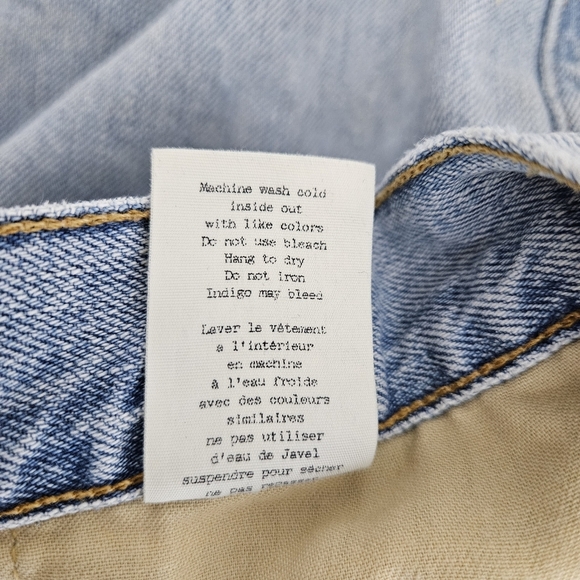 Machine wash cold
inside out
with like colors
Do not use bleach
Hang to dry
Do not iron
Indigo may bleed
Laver le vêtement
a l'intérieur
en machine
à l'eau froide
avec des couleurs
similaires
ne pas utiliser
d'eau de Javel
suspendre pour sécher
ne pas